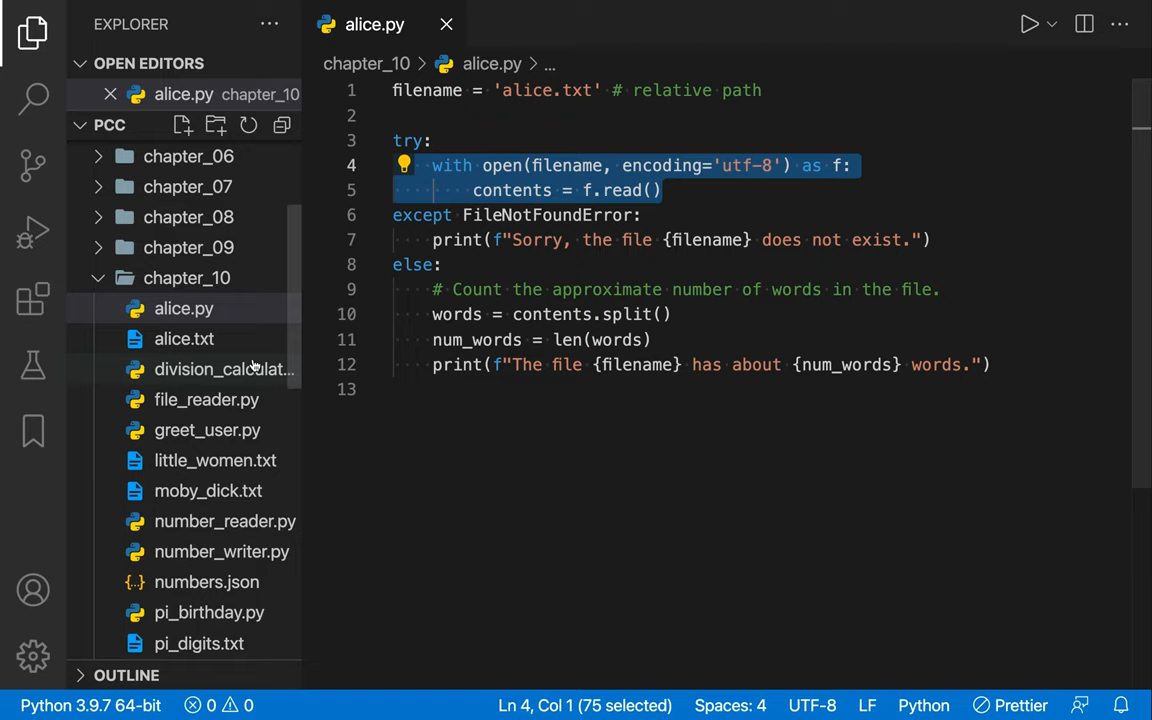 EXPLORER
alice.py
OPEN EDITORS
alice.py chapter_10
PCC
chapter_06
chapter_07
chapter_08
chapter_09
chapter_10
alice.py
alice.txt
division_calculat...
file_reader.py
greet_user.py
little_women.txt
moby_dick.txt
number_reader.py
number_writer.py
{..} numbers.json
pi_birthday.py
pi_digits.txt
OUTLINE
chapter_10 > alice.py > ...
1 filename = 'alice.txt' # relative path
2
3 try:
4 with open(filename, encoding='utf-8') as f:
5 contents = f.read()
6 except FileNotFoundError:
7 print(f"Sorry, the file {filename} does not exist.")
8 else:
9 # Count the approximate number of words in the file.
10 words = contents.split()
11 num_words = len(words)
12 print(f"The file {filename} has about {num_words} words.")
13
Python 3.9.7 64-bit 0 0 Ln 4, Col 1 (75 selected) Spaces: 4 UTF-8 LF Python Prettier